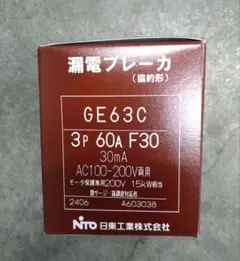 漏電ブレーカ
(協約形)
GE63C
3P 60A F30
30mA
AC100-200V両用
モータ保護兼用200V 15kW相当
雷サージ・高調波対応形
2406 A603038
NITO 日東工業株式会社